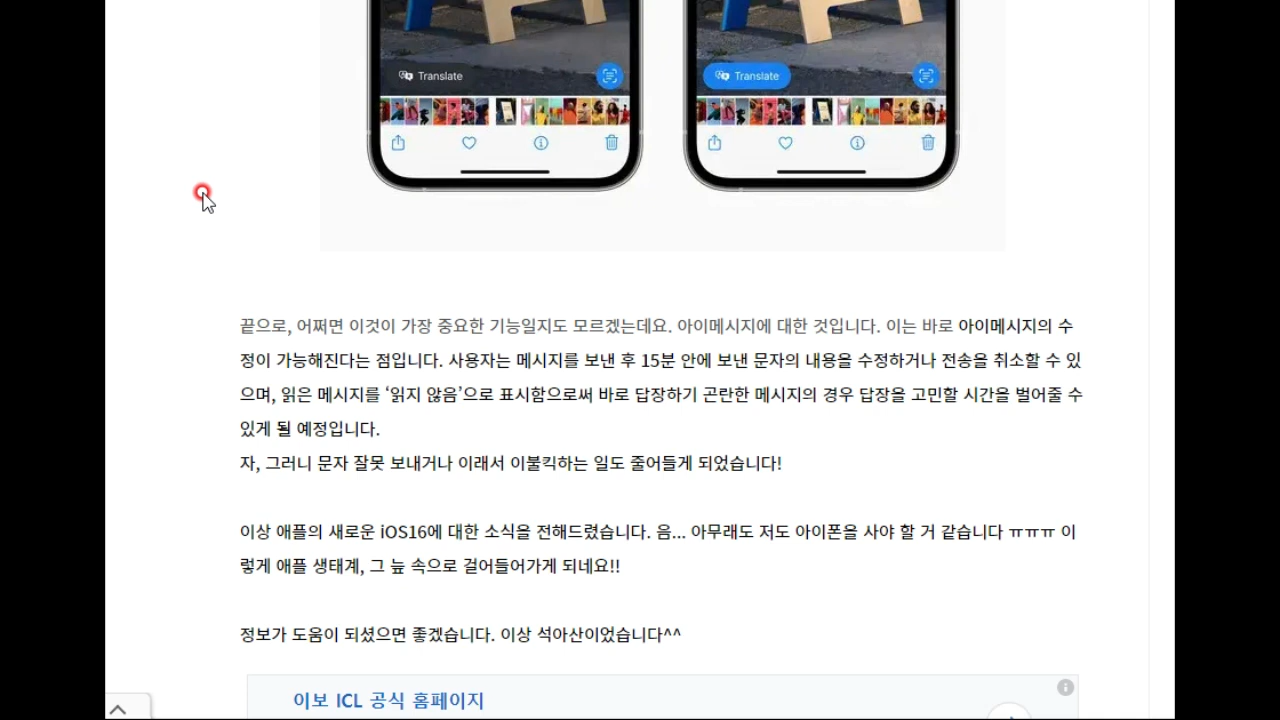 Translate
Translate
끝으로, 어쩌면 이것이 가장 중요한 기능일지도 모르겠는데요. 아이메시지에 대한 것입니다. 이는 바로 아이메시지의 수
정이 가능해진다는 점입니다. 사용자는 메시지를 보낸 후 15분 안에 보낸 문자의 내용을 수정하거나 전송을 취소할 수 있
으며, 읽은 메시지를 ‘읽지 않음’으로 표시함으로써 바로 답장하기 곤란한 메시지의 경우 답장을 고민할 시간을 벌어줄 수
있게 될 예정입니다.
자, 그러니 문자 잘못 보내거나 이래서 이불킥하는 일도 줄어들게 되었습니다!
이상 애플의 새로운 iOS16에 대한 소식을 전해드렸습니다. 음... 아무래도 저도 아이폰을 사야 할 거 같습니다 ㅠㅠㅠ 이
렇게 애플 생태계, 그 늪 속으로 걸어들어가게 되네요!!
정보가 도움이 되셨으면 좋겠습니다. 이상 석아산이었습니다^^
이보 ICL 공식 홈페이지